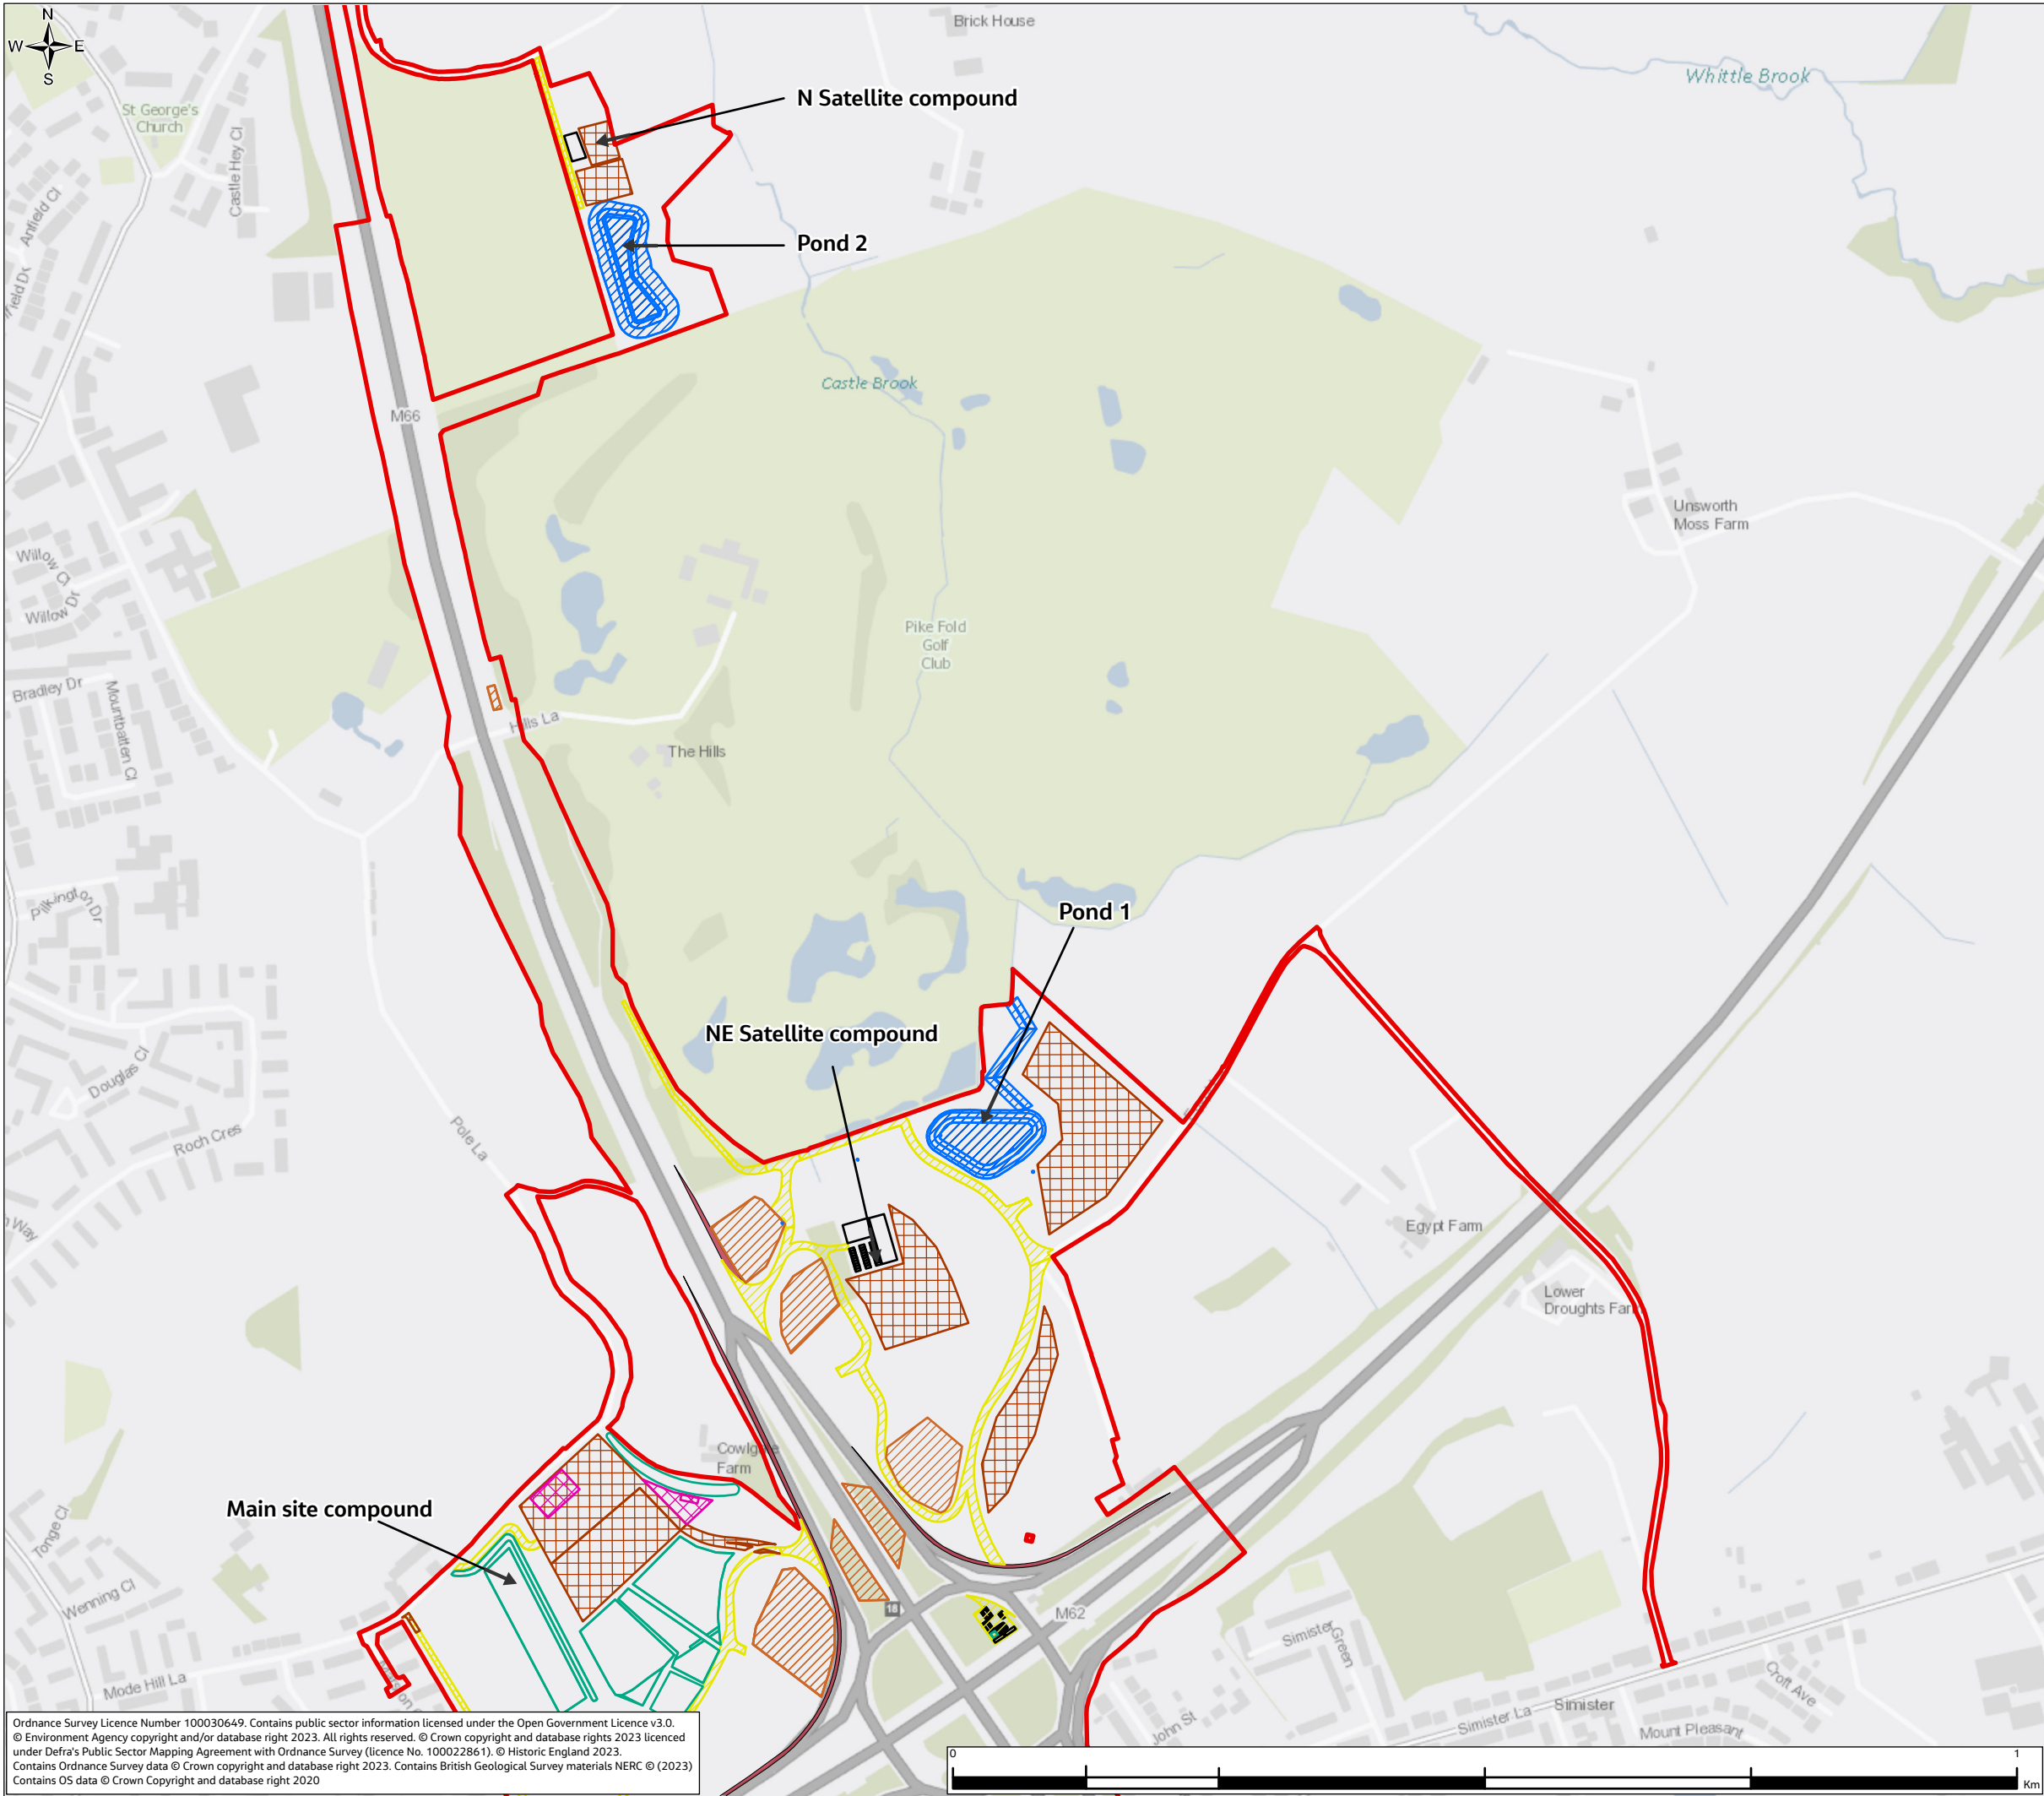 N
W
E
S
Brick House
Whittle Brook
N Satellite compound
St George's
Church
Castle Hey Cl
Anfield Cl
Pond 2
Castle Brook
M66
Unsworth
Moss Farm
Willow Cl
Willow Dr
Pike Fold
Golf
Club
Bradley Dr
Mountbatten Cl
Hills La
The Hills
Pilkington Dr
Pond 1
NE Satellite compound
Douglas Cl
Roch Cres
Pole La
Way
Egypt Farm
Lower
Droughts Farm
Cowlgate
Farm
Main site compound
Tonge Cl
Wenning Cl
18
M62
Simister
Green
Mode Hill La
Croft Ave
Simister
Simister La
Mount Pleasant
John St
Ordnance Survey Licence Number 100030649. Contains public sector information licensed under the Open Government Licence v3.0.
© Environment Agency copyright and/or database right 2023. All rights reserved. © Crown copyright and database rights 2023 licenced
under Defra's Public Sector Mapping Agreement with Ordnance Survey (licence No. 100022861). © Historic England 2023.
Contains Ordnance Survey data © Crown copyright and database right 2023. Contains British Geological Survey materials NERC © (2023)
Contains OS data © Crown Copyright and database right 2020
0
1
Km